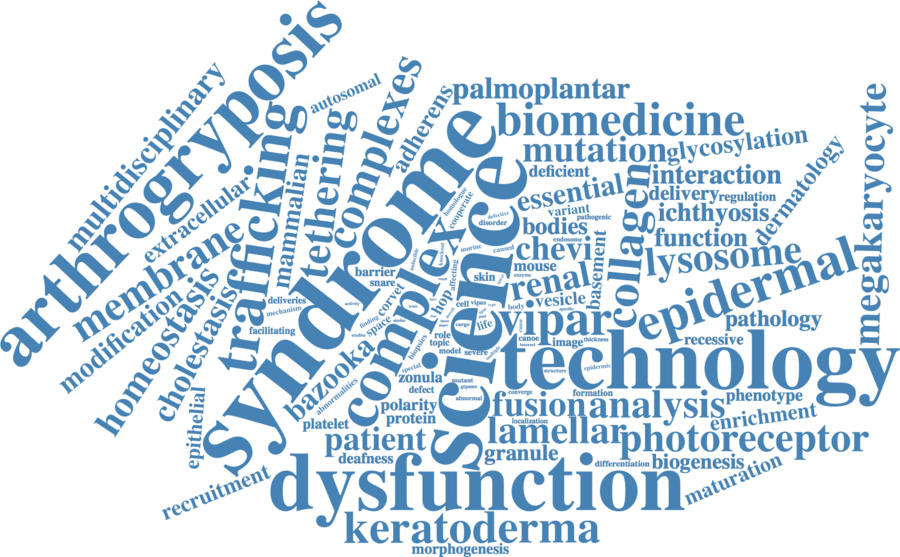 arthrogryposis
multidisciplinary
autosomal
complexes
adherens
palmoplantar
biomedicine
mutation
glycosylation
megakaryocyte
dermatology
extracellular
trafficking
mammalian
tethering
syndrome
homologue
cooperate
defective
disorder
deficient
essential
variant
pathogenic
interaction
delivery
regulation
collagen
ichthyosis
function
membrane
modification
homeostasis
cholestasis
deliveries
mechanism
facilitating
barrier
snare
corvet
finding
space
activity
affecting
murine
caused
endosome
bodies
chevi
mouse
enzyme
skin
renal
vesicle
basement
lysosome
epidermal
pathology
recessive
bazooka
abnormalities
biopsies
special
complex
science
hop
cell
vipas
body
cargo
life
role
topic
model
severe
vipar
canoe
image
thickness
technology
epithelial
platelet
zonula
defect
polarity
protein
mutant
abnormal
converge
structure
epidermis
formation
fusion
analysis
phenotype
enrichment
localization
lamellar
photoreceptor
patient
deafness
granule
differentiation
biogenesis
maturation
recruitment
dysfunction
keratoderma
morphogenesis